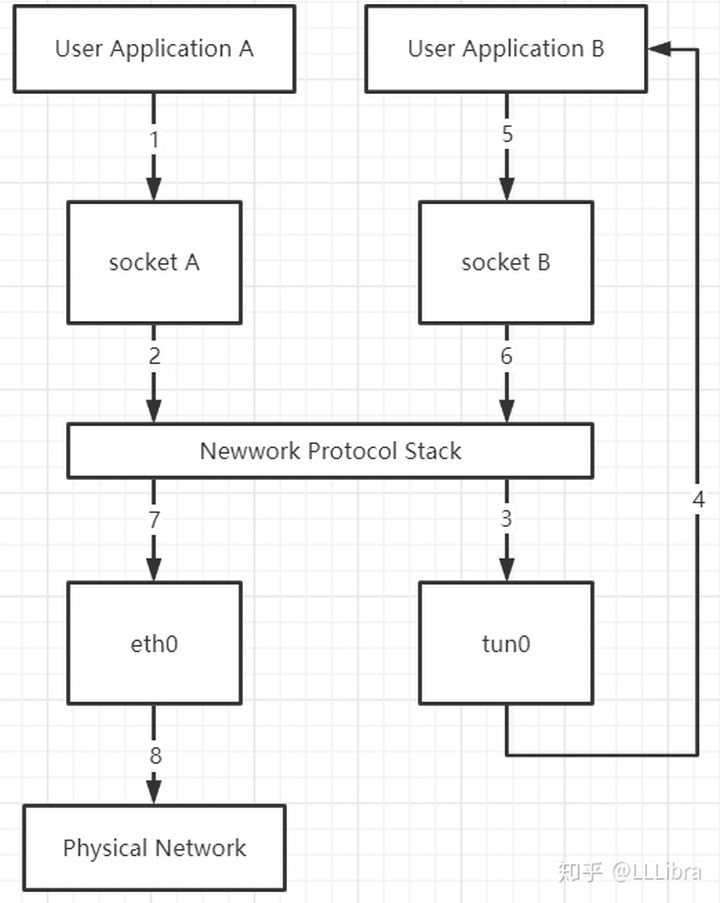 User Application A
User Application B
1
5
socket A
socket B
2
6
Newwork Protocol Stack
7
3
4
eth0
tun0
8
Physical Network
知乎 @LLLibra